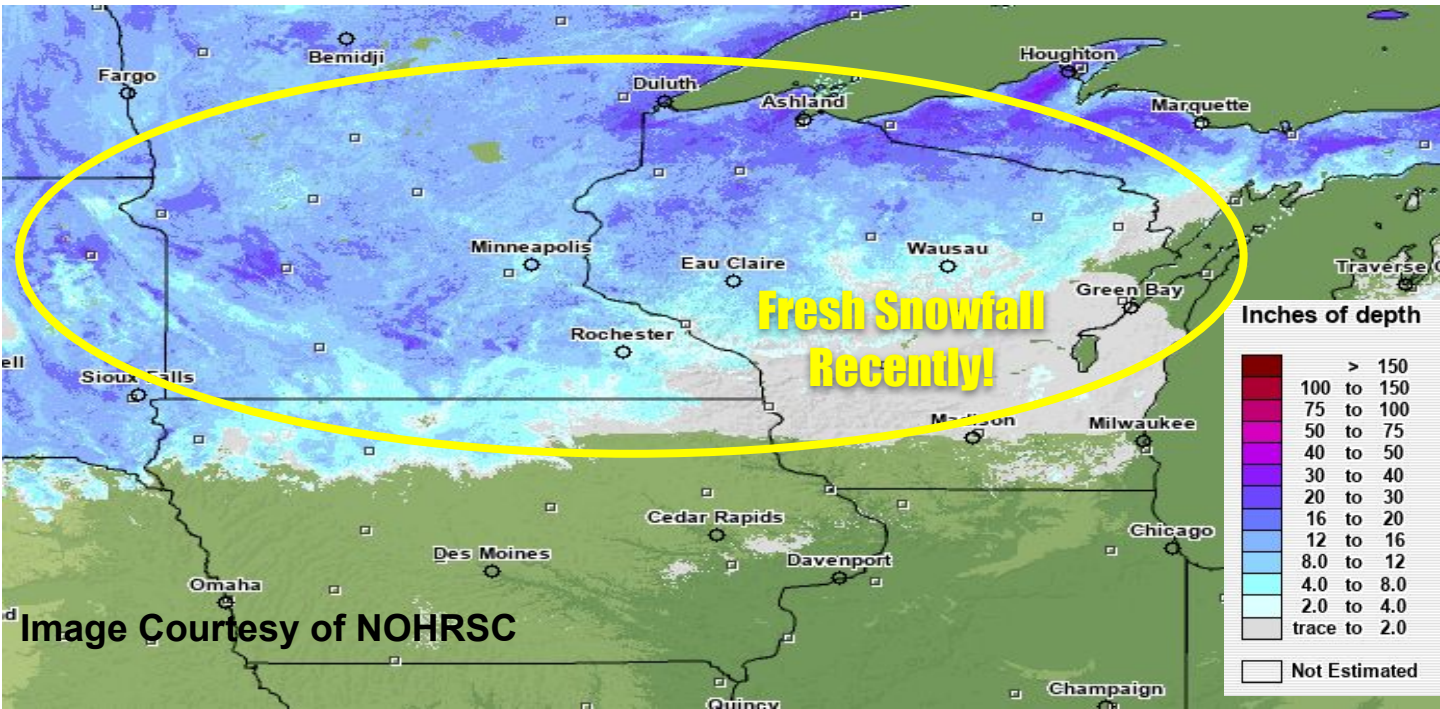 Bemidji
Houghton
Fargo
Duluth
Ashland
Marquette
Minneapolis
Wausau
Eau Claire
Traverse C
Green Bay
Fresh Snowfall
Recently!
Rochester
ell
Sioux Falls
Madison
Milwaukee
Cedar Rapids
Chicago
Des Moines
Davenport
Omaha
d
Image Courtesy of NOHRSC
Champaign
Quincy
Inches of depth
> 150
100 to 150
75 to 100
50 to 75
40 to 50
30 to 40
20 to 30
16 to 20
12 to 16
8.0 to 12
4.0 to 8.0
2.0 to 4.0
trace to 2.0
Not Estimated